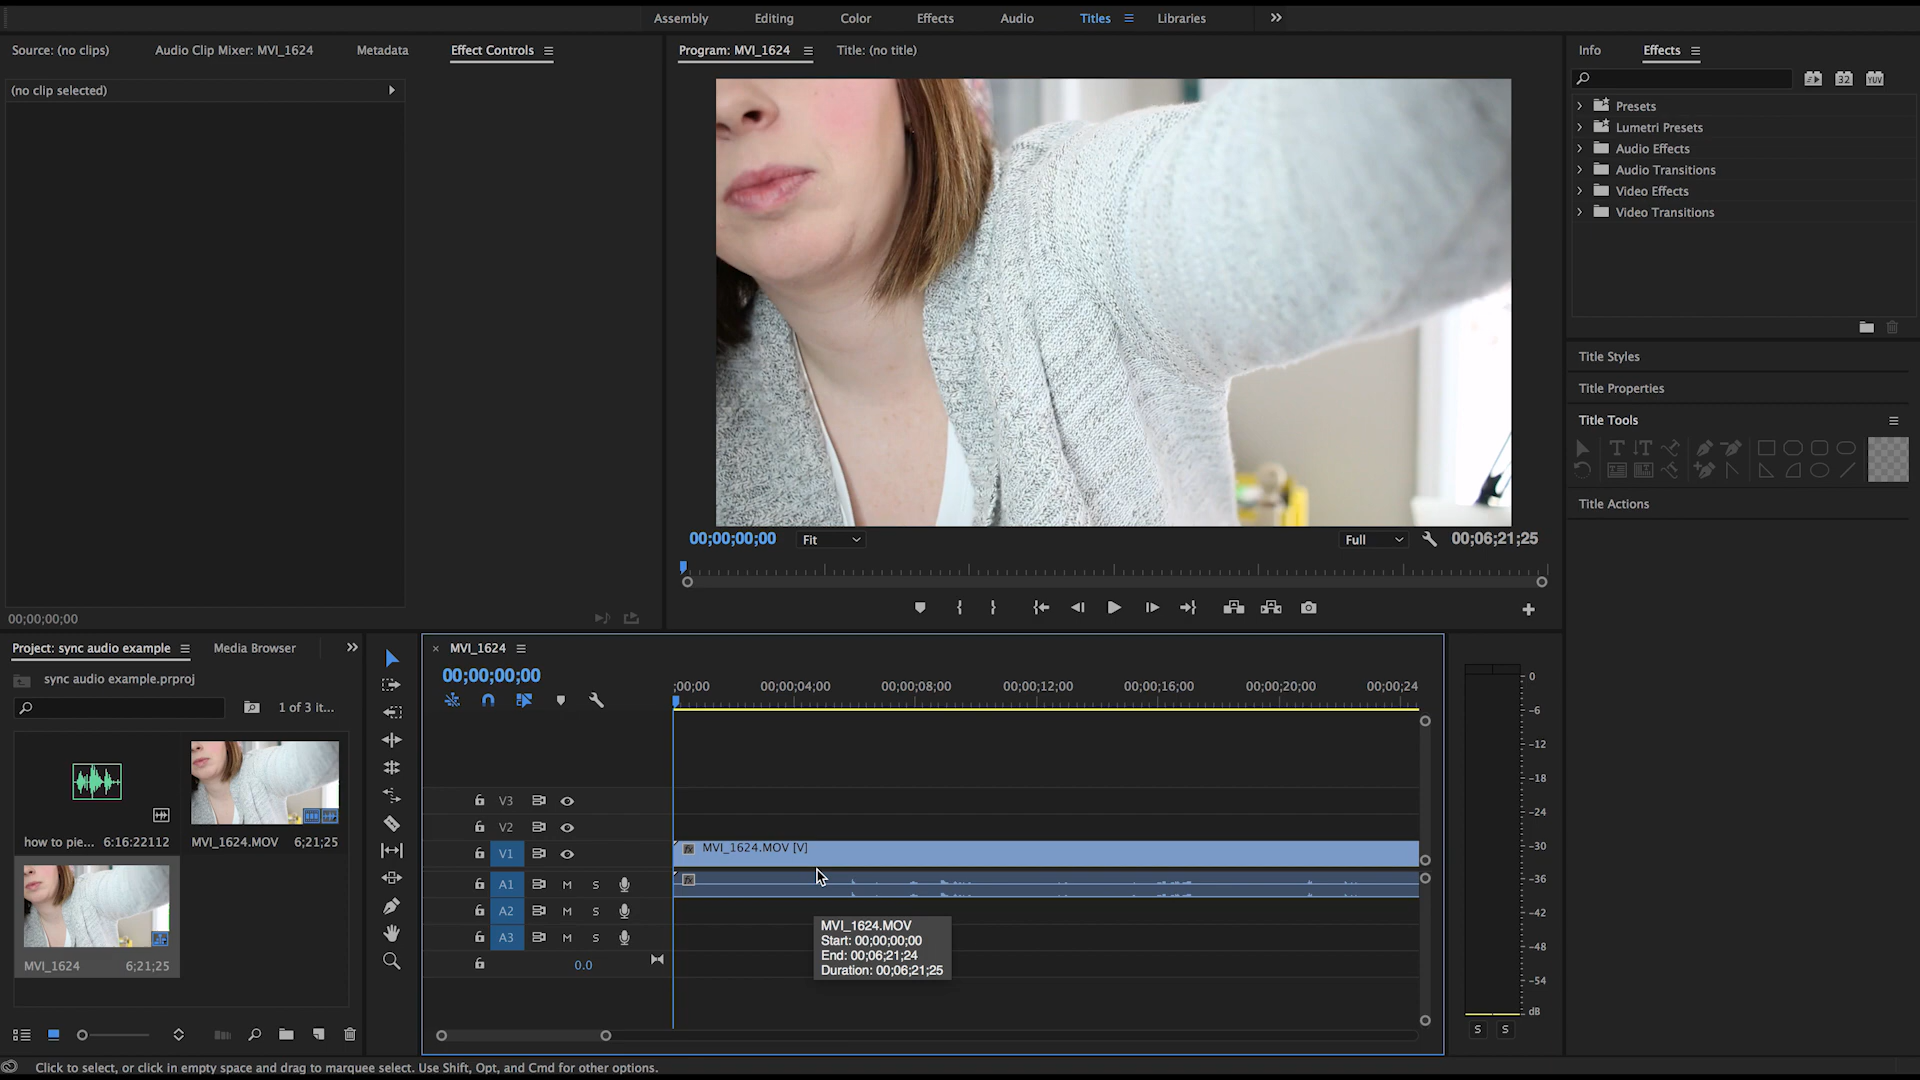 Assembly Editing Color Effects Audio Titles Libraries
Source: (no clips) Audio Clip Mixer: MVI_1624 Metadata Effect Controls
Program: MVI_1624 Title: (no title)
Info Effects
(no clip selected)
32 YUV
Presets
Lumetri Presets
Audio Effects
Audio Transitions
Video Effects
Video Transitions
Title Styles
Title Properties
Title Tools
Title Actions
00;00;00;00 Fit Full 00;06;21;25
00;00;00;00
Project: sync audio example Media Browser
sync audio example.prproj
1 of 3 it...
how to pie... 6:16:22112
MVI_1624.MOV 6;21;25
MVI_1624 6;21;25
MVI_1624
00;00;00;00
;00;00 00;00;04;00 00;00;08;00 00;00;12;00 00;00;16;00 00;00;20;00 00;00;24
V3
V2
V1 fx MVI_1624.MOV [V]
A1 M S fx
A2 M S
A3 M S
0.0
MVI_1624.MOV
Start: 00;00;00;00
End: 00;06;21;24
Duration: 00;06;21;25
0
-6
-12
-18
-24
-30
-36
-42
-48
-54
dB
S S
Click to select, or click in empty space and drag to marquee select. Use Shift, Opt, and Cmd for other options.